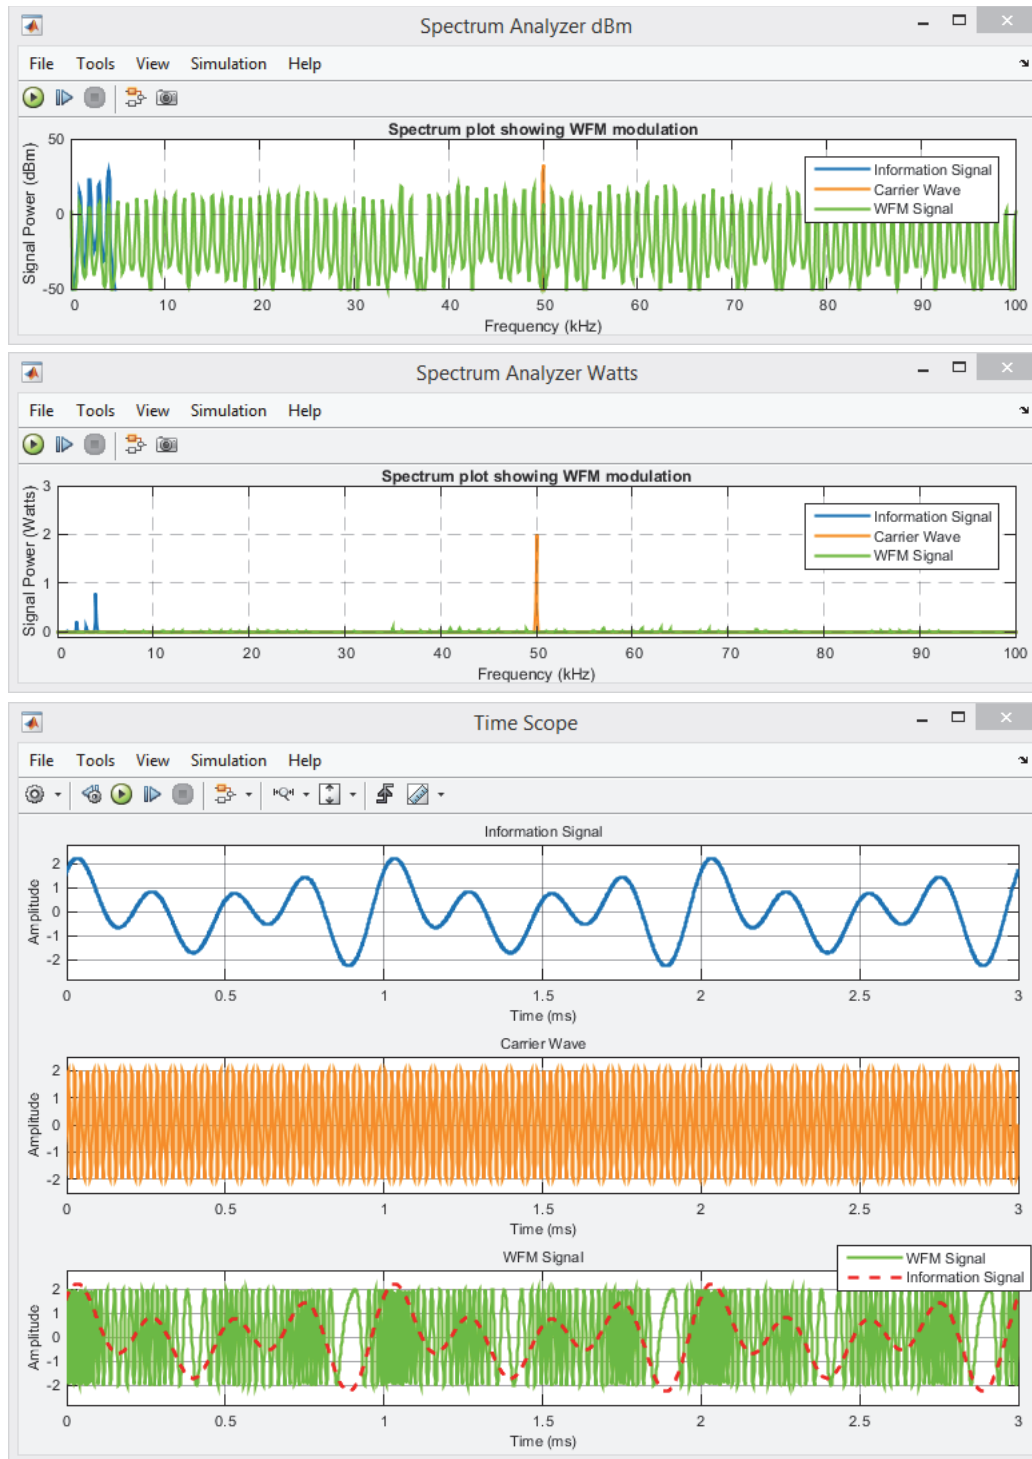 Spectrum Analyzer dBm
File Tools View Simulation Help
Spectrum plot showing WFM modulation
Signal Power (dBm)
50
0
-50
Information Signal
Carrier Wave
WFM Signal
0 10 20 30 40 50 60 70 80 90 100
Frequency (kHz)
Spectrum Analyzer Watts
File Tools View Simulation Help
Spectrum plot showing WFM modulation
Signal Power (Watts)
3
2
1
0
Information Signal
Carrier Wave
WFM Signal
0 10 20 30 40 50 60 70 80 90 100
Frequency (kHz)
Time Scope
File Tools View Simulation Help
Information Signal
Amplitude
2
1
0
-1
-2
0 0.5 1 1.5 2 2.5 3
Time (ms)
Carrier Wave
Amplitude
2
1
0
-1
-2
0 0.5 1 1.5 2 2.5 3
Time (ms)
WFM Signal
WFM Signal
Information Signal
Amplitude
2
1
0
-1
-2
0 0.5 1 1.5 2 2.5 3
Time (ms)